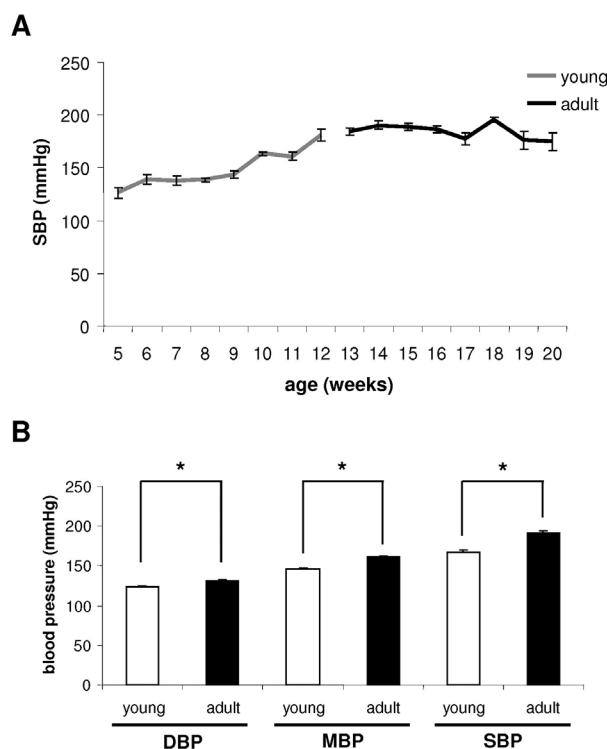 A
250
200
150
100
50
0
SBP (mmHg)
young
adult
5 6 7 8 9 10 11 12 13 14 15 16 17 18 19 20
age (weeks)
B
* * *
250
200
150
100
50
0
blood pressure (mmHg)
young adult young adult young adult
DBP MBP SBP